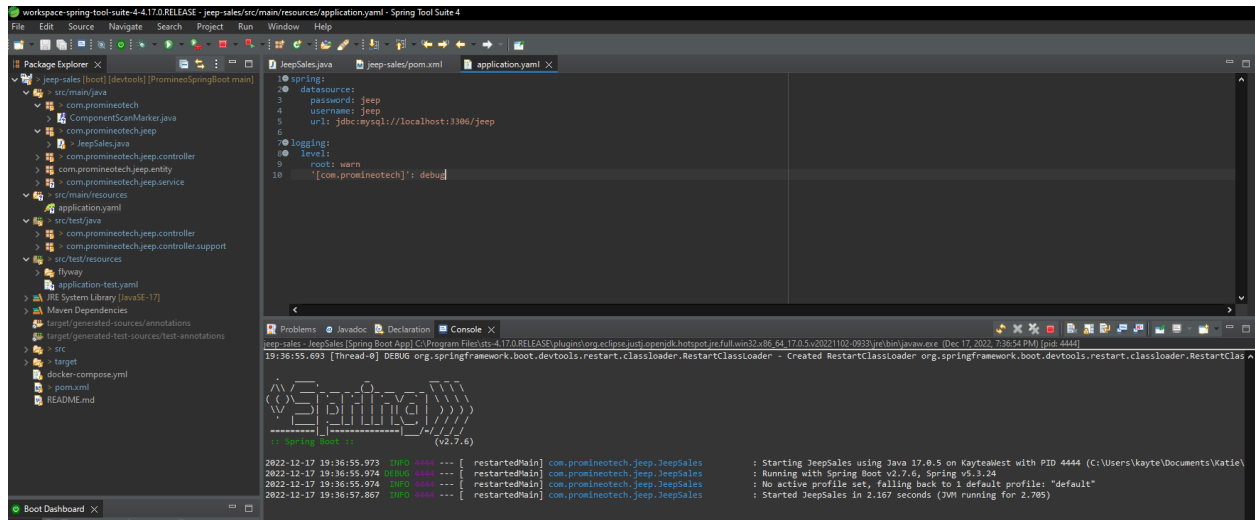 workspace-spring-tool-suite-4-4.17.0.RELEASE - jeep-sales/src/main/resources/application.yaml - Spring Tool Suite 4
File Edit Source Navigate Search Project Run Window Help
Package Explorer
> jeep-sales [boot] [devtools] [PromineoSpringBoot main]
> src/main/java
> com.promineotech
> ComponentScanMarker.java
> com.promineotech.jeep
> JeepSales.java
> com.promineotech.jeep.controller
com.promineotech.jeep.entity
> com.promineotech.jeep.service
> src/main/resources
application.yaml
> src/test/java
> com.promineotech.jeep.controller
> com.promineotech.jeep.controller.support
> src/test/resources
flyway
application-test.yaml
JRE System Library [JavaSE-17]
Maven Dependencies
target/generated-sources/annotations
target/generated-test-sources/test-annotations
> src
> target
docker-compose.yml
> pom.xml
README.md
Boot Dashboard
JeepSales.java jeep-sales/pom.xml application.yaml
1 spring:
2 datasource:
3 password: jeep
4 username: jeep
5 url: jdbc:mysql://localhost:3306/jeep
6
7 logging:
8 level:
9 root: warn
10 '[com.promineotech]': debug
Problems Javadoc Declaration Console
jeep-sales - JeepSales [Spring Boot App] C:\Program Files\sts-4.17.0.RELEASE\plugins\org.eclipse.justj.openjdk.hotspot.jre.full.win32.x86_64_17.0.5.v20221102-0933\jre\bin\javaw.exe (Dec 17, 2022, 7:36:54 PM) [pid: 4444]
19:36:55.693 [Thread-0] DEBUG org.springframework.boot.devtools.restart.classloader.RestartClassLoader - Created RestartClassLoader org.springframework.boot.devtools.restart.classloader.RestartClas
Spring
:: Spring Boot :: (v2.7.6)
2022-12-17 19:36:55.973 INFO 4444 --- [ restartedMain] com.promineotech.jeep.JeepSales : Starting JeepSales using Java 17.0.5 on KayteaWest with PID 4444 (C:\Users\kayte\Documents\Katie\
2022-12-17 19:36:55.974 DEBUG 4444 --- [ restartedMain] com.promineotech.jeep.JeepSales : Running with Spring Boot v2.7.6, Spring v5.3.24
2022-12-17 19:36:55.974 INFO 4444 --- [ restartedMain] com.promineotech.jeep.JeepSales : No active profile set, falling back to 1 default profile: "default"
2022-12-17 19:36:57.867 INFO 4444 --- [ restartedMain] com.promineotech.jeep.JeepSales : Started JeepSales in 2.167 seconds (JVM running for 2.705)